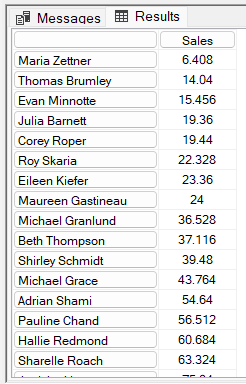 Messages Results
Sales
Maria Zettner 6.408
Thomas Brumley 14.04
Evan Minnotte 15.456
Julia Barnett 19.36
Corey Roper 19.44
Roy Skaria 22.328
Eileen Kiefer 23.36
Maureen Gastineau 24
Michael Granlund 36.528
Beth Thompson 37.116
Shirley Schmidt 39.48
Michael Grace 43.764
Adrian Shami 54.64
Pauline Chand 56.512
Hallie Redmond 60.684
Sharelle Roach 63.324